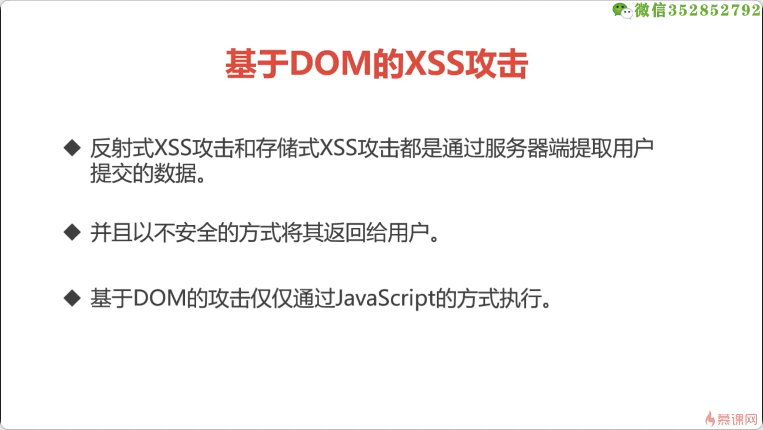 微信352852792
基于DOM的XSS攻击
◆ 反射式XSS攻击和存储式XSS攻击都是通过服务器端提取用户
提交的数据。
◆ 并且以不安全的方式将其返回给用户。
◆ 基于DOM的攻击仅仅通过JavaScript的方式执行。
慕课网